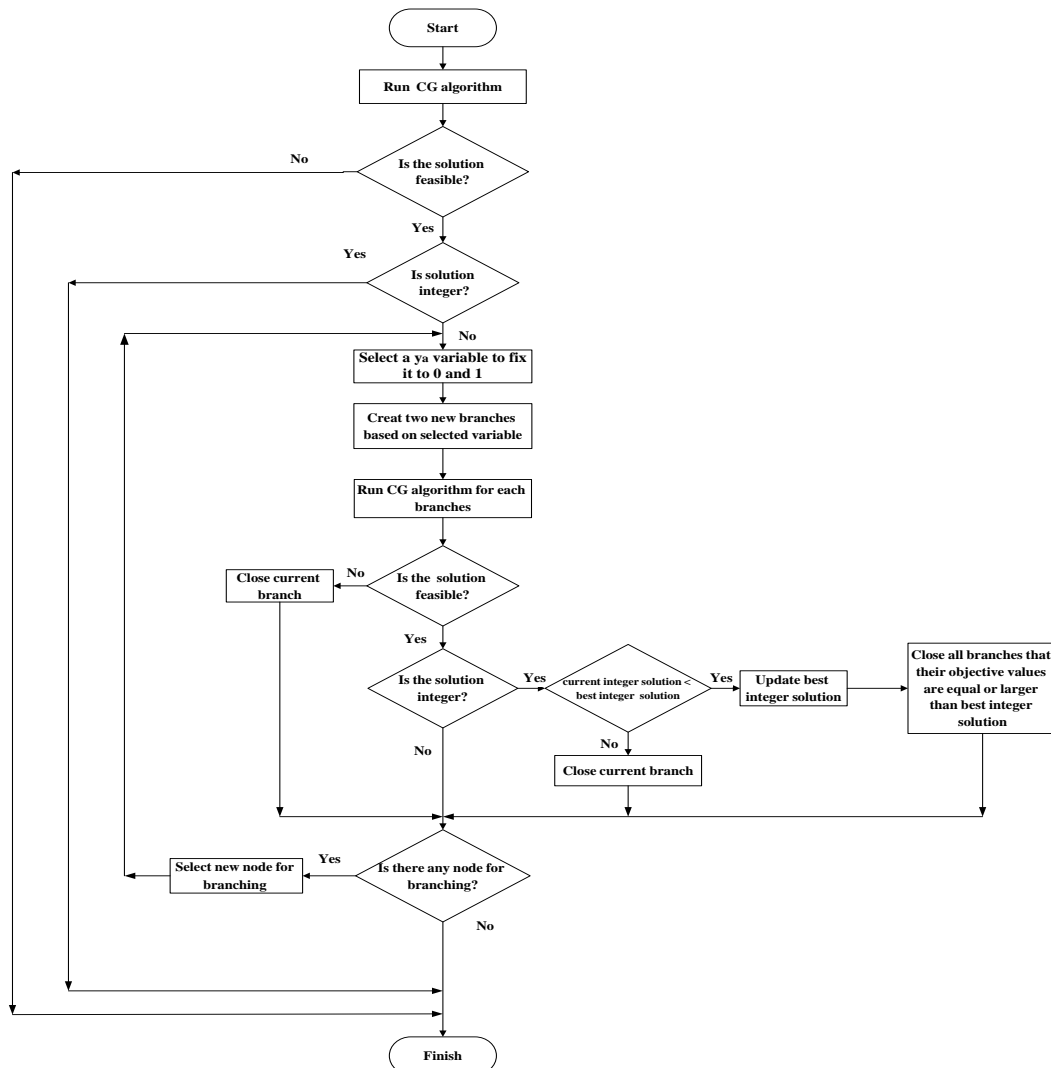 Start
Run CG algorithm
No
Is the solution
feasible?
Yes
Yes
Is solution
integer?
No
Select a ya variable to fix
it to 0 and 1
Creat two new branches
based on selected variable
Run CG algorithm for each
branches
Close current
branch
No
Is the solution
feasible?
Yes
Is the solution
integer?
Yes
current integer solution <
best integer solution
Yes
Update best
integer solution
Close all branches that
their objective values
are equal or larger
than best integer
solution
No
No
Close current branch
Select new node for
branching
Yes
Is there any node for
branching?
No
Finish